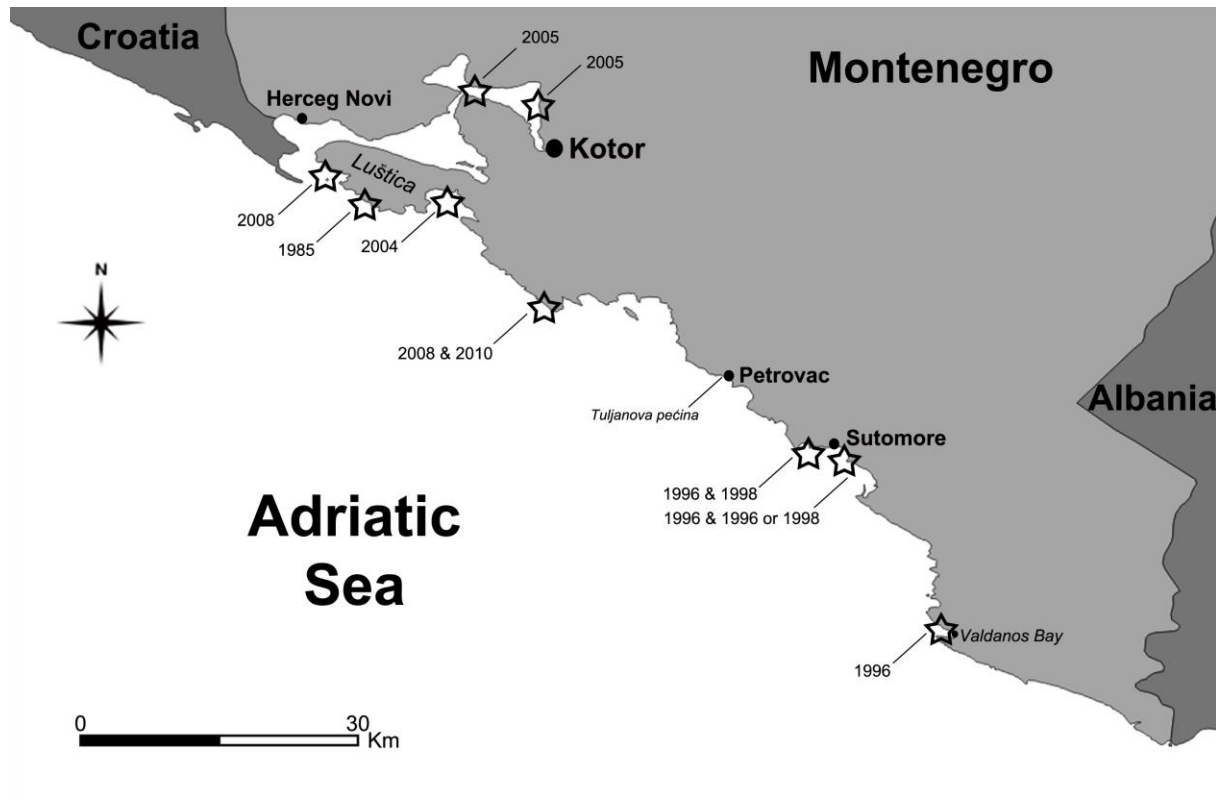 Croatia
2005
2005
Montenegro
Herceg Novi
Kotor
Luštica
2008
1985
2004
N
2008 & 2010
Petrovac
Tuljanova pećina
Albania
Sutomore
1996 & 1998
1996 & 1996 or 1998
Adriatic
Sea
Valdanos Bay
1996
0
30
Km